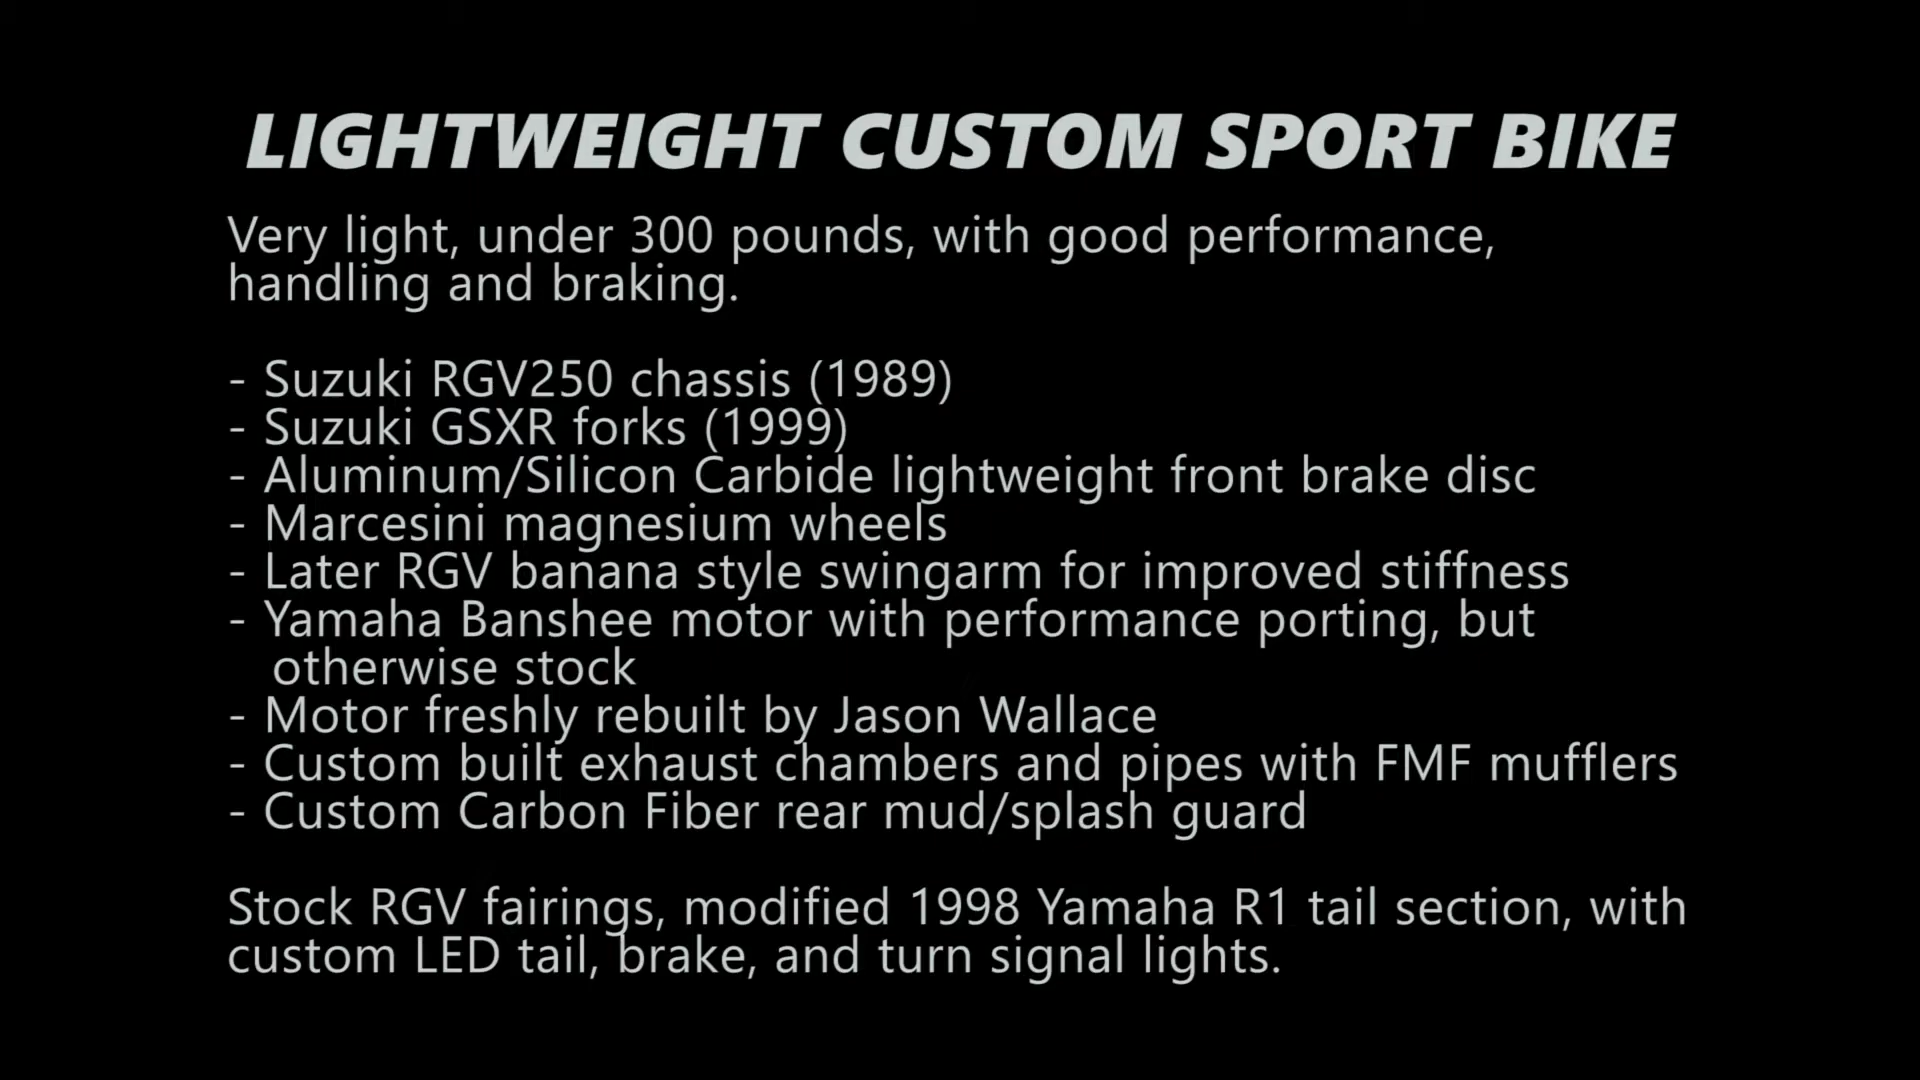 LIGHTWEIGHT CUSTOM SPORT BIKE
Very light, under 300 pounds, with good performance,
handling and braking.
- Suzuki RGV250 chassis (1989)
- Suzuki GSXR forks (1999)
- Aluminum/Silicon Carbide lightweight front brake disc
- Marcesini magnesium wheels
- Later RGV banana style swingarm for improved stiffness
- Yamaha Banshee motor with performance porting, but
otherwise stock
- Motor freshly rebuilt by Jason Wallace
- Custom built exhaust chambers and pipes with FMF mufflers
- Custom Carbon Fiber rear mud/splash guard
Stock RGV fairings, modified 1998 Yamaha R1 tail section, with
custom LED tail, brake, and turn signal lights.